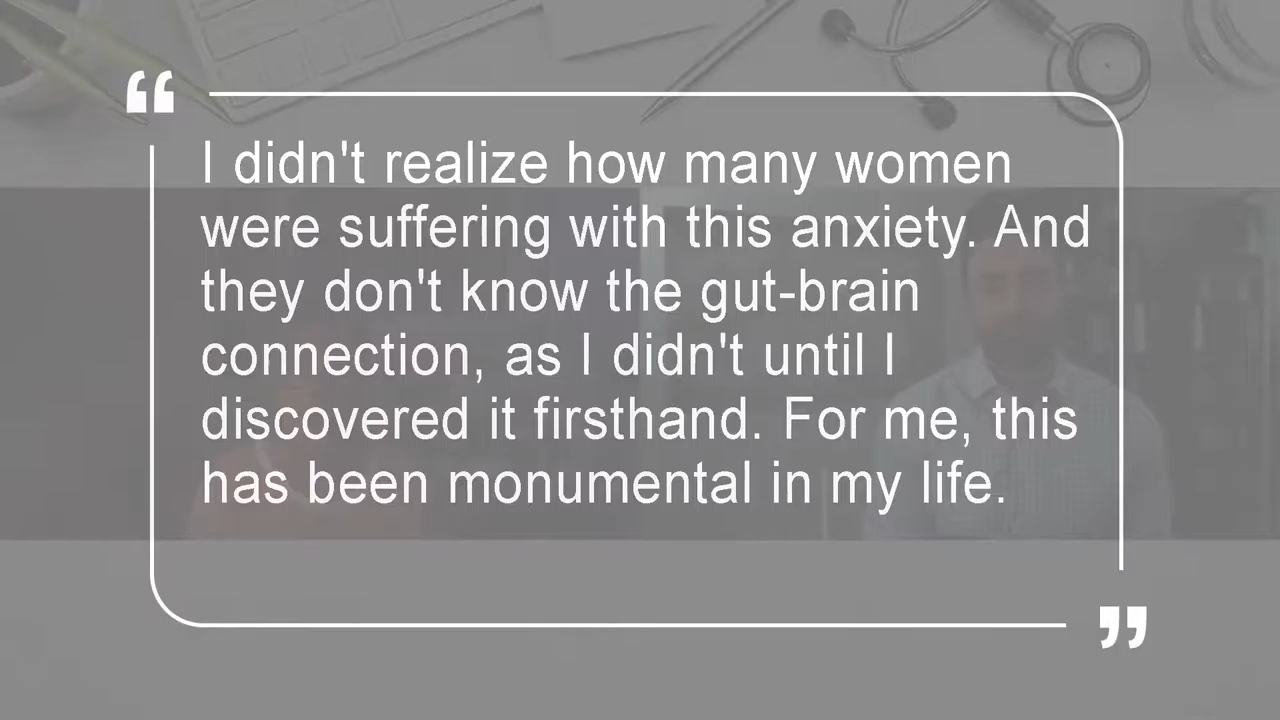 “
I didn't realize how many women
were suffering with this anxiety. And
they don't know the gut-brain
connection, as I didn't until I
discovered it firsthand. For me, this
has been monumental in my life.
”